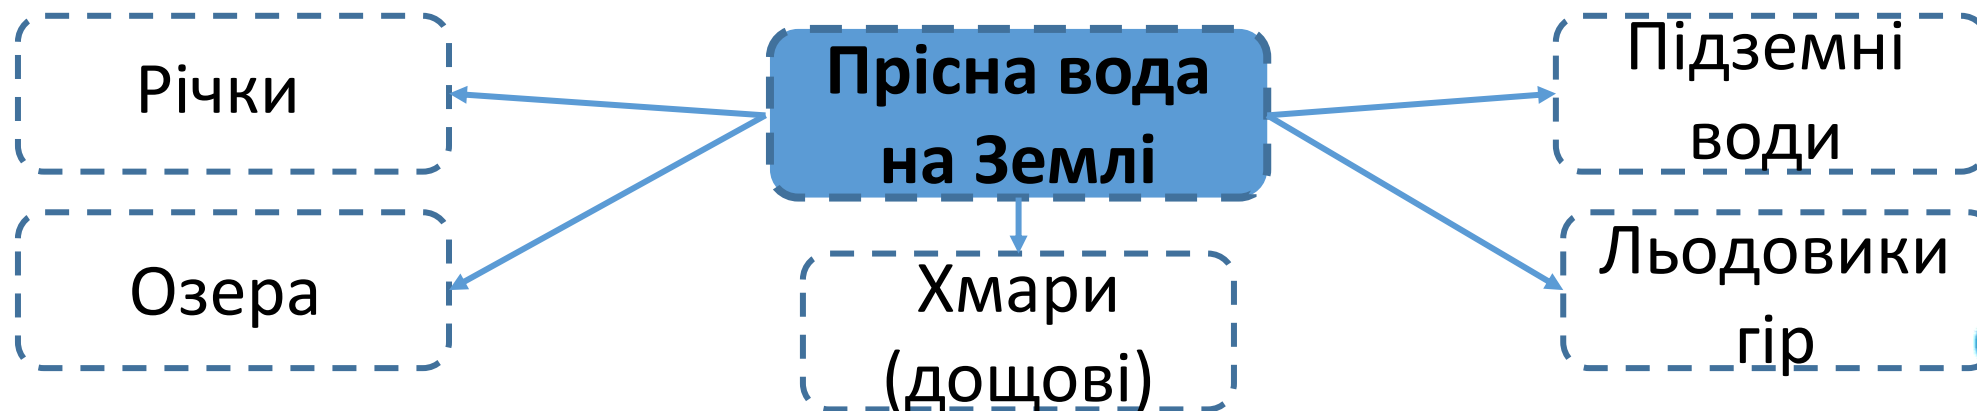 Річки
Озера
Прісна вода
на Землі
Хмари
(дощові)
Підземні
води
Льодовики
гір